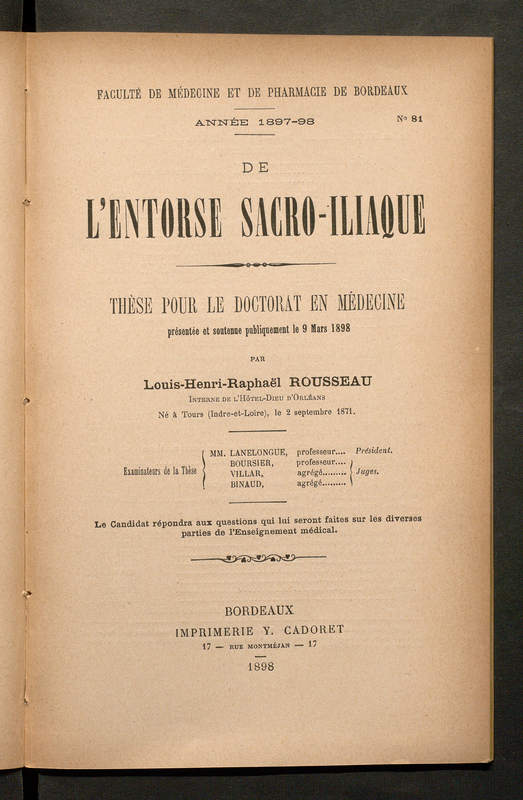 FACULTÉ DE MÉDECINE ET DE PHARMACIE DE BORDEAUX
ANNÉE 1897-98 N° 81
DE
L'ENTORSE SACRO-ILIAQUE
THÈSE POUR LE DOCTORAT EN MÉDECINE
présentée et soutenue publiquement le 9 Mars 1898
PAR
Louis-Henri-Raphaël ROUSSEAU
INTERNE DE L'HÔTEL-DIEU D'ORLÉANS
Né à Tours (Indre-et-Loire), le 2 septembre 1871.
Examinateurs de la Thèse
MM. LANELONGUE, professeur.... Président.
BOURSIER, professeur....
VILLAR, agrégé.........
BINAUD, agrégé.........
Juges.
Le Candidat répondra aux questions qui lui seront faites sur les diverses
parties de l'Enseignement médical.
BORDEAUX
IMPRIMERIE Y. CADORET
17 — RUE MONTMÉJAN — 17
1898